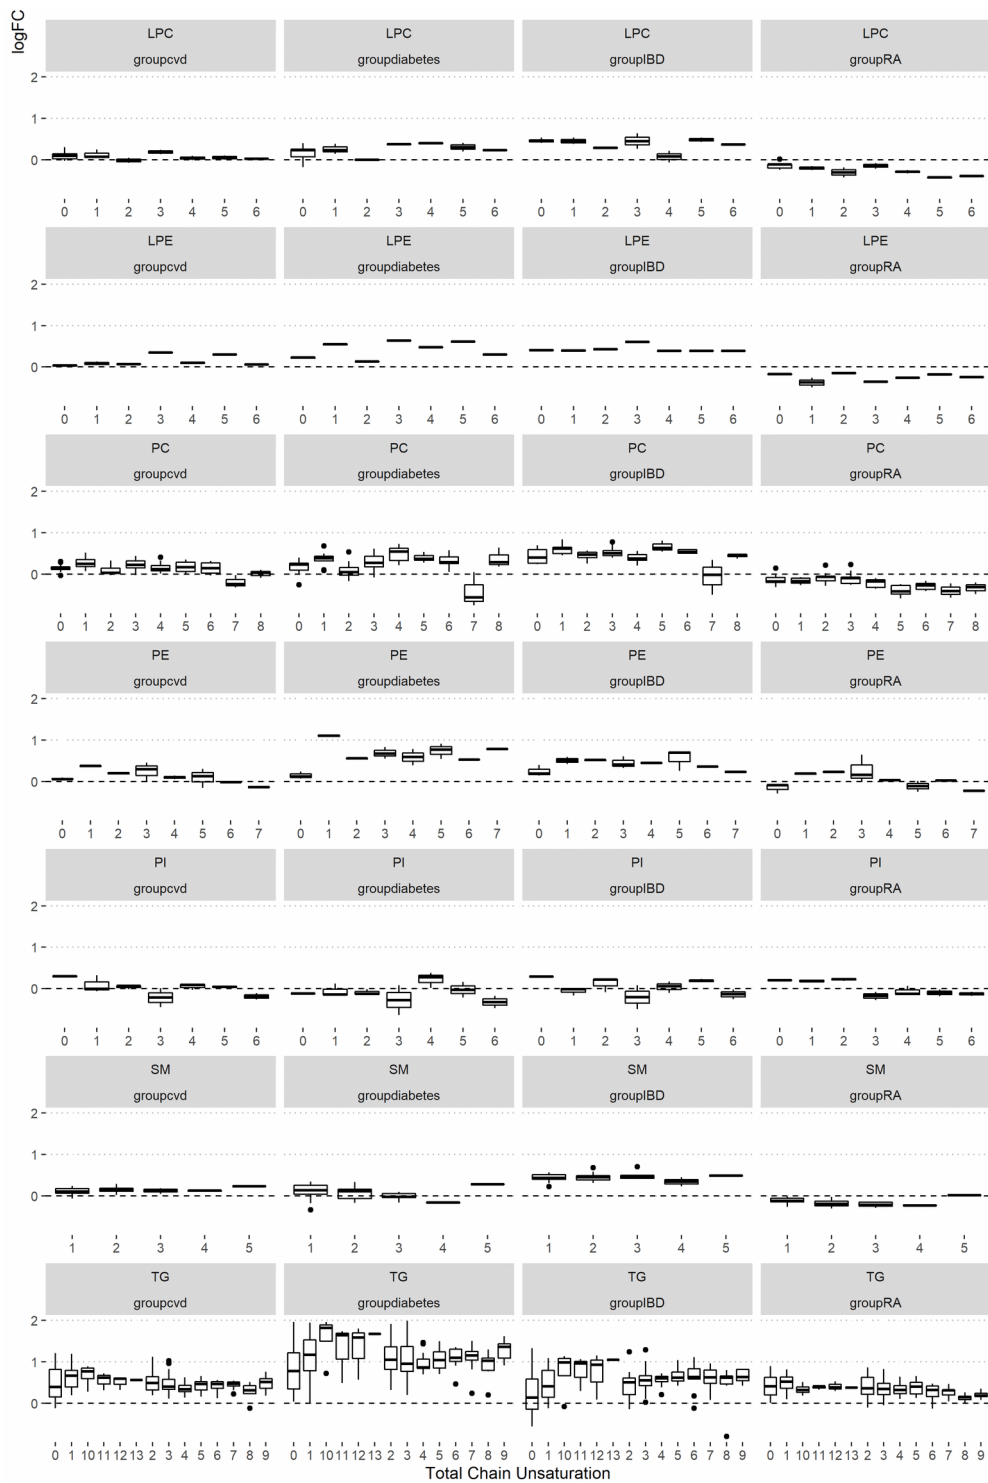 logFC
LPC LPC LPC LPC
groupcvd groupdiabetes groupIBD groupRA
2
1
0
0 1 2 3 4 5 6 0 1 2 3 4 5 6 0 1 2 3 4 5 6 0 1 2 3 4 5 6
LPE LPE LPE LPE
groupcvd groupdiabetes groupIBD groupRA
2
1
0
0 1 2 3 4 5 6 0 1 2 3 4 5 6 0 1 2 3 4 5 6 0 1 2 3 4 5 6
PC PC PC PC
groupcvd groupdiabetes groupIBD groupRA
2
1
0
0 1 2 3 4 5 6 7 8 0 1 2 3 4 5 6 7 8 0 1 2 3 4 5 6 7 8 0 1 2 3 4 5 6 7 8
PE PE PE PE
groupcvd groupdiabetes groupIBD groupRA
2
1
0
0 1 2 3 4 5 6 7 0 1 2 3 4 5 6 7 0 1 2 3 4 5 6 7 0 1 2 3 4 5 6 7
PI PI PI PI
groupcvd groupdiabetes groupIBD groupRA
2
1
0
0 1 2 3 4 5 6 0 1 2 3 4 5 6 0 1 2 3 4 5 6 0 1 2 3 4 5 6
SM SM SM SM
groupcvd groupdiabetes groupIBD groupRA
2
1
0
1 2 3 4 5 1 2 3 4 5 1 2 3 4 5 1 2 3 4 5
TG TG TG TG
groupcvd groupdiabetes groupIBD groupRA
2
1
0
0 1 10 11 12 13 2 3 4 5 6 7 8 9 0 1 10 11 12 13 2 3 4 5 6 7 8 9 0 1 10 11 12 13 2 3 4 5 6 7 8 9 0 1 10 11 12 13 2 3 4 5 6 7 8 9
Total Chain Unsaturation